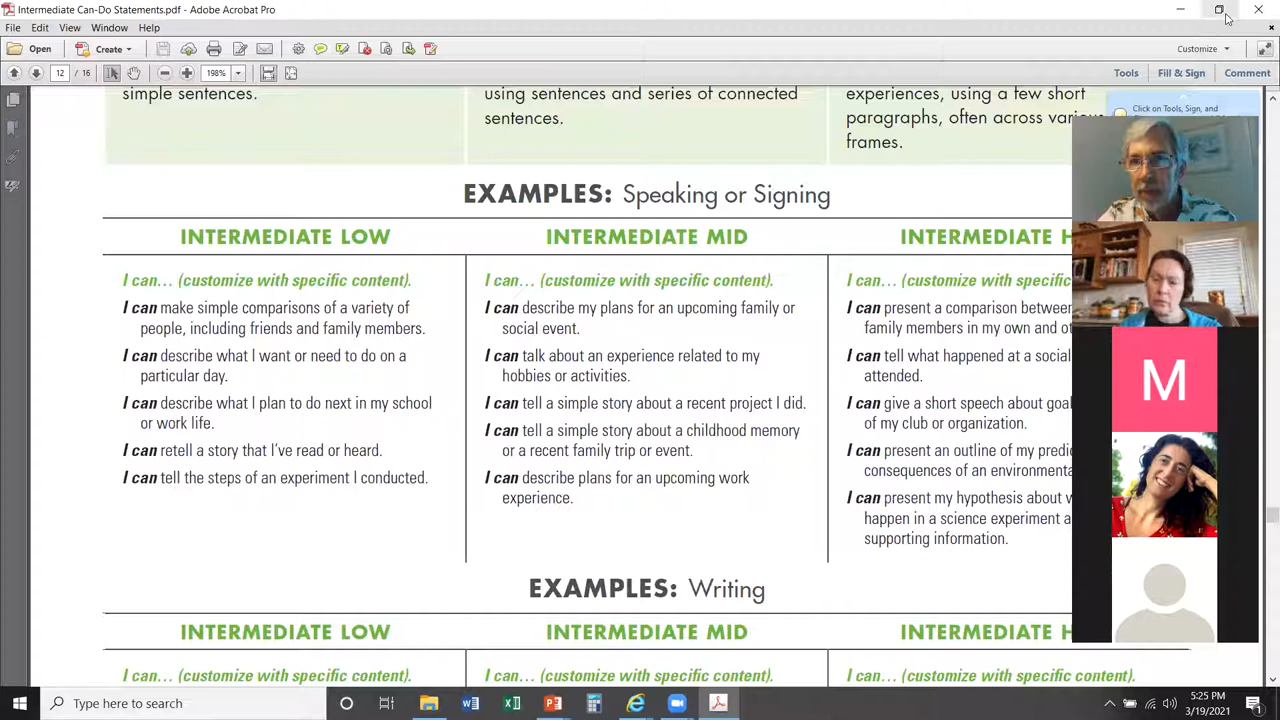 Intermediate Can-Do Statements.pdf - Adobe Acrobat Pro
File Edit View Window Help
Open Create Customize
12 / 16 198% Tools Fill & Sign Comment
simple sentences.
using sentences and series of connected
sentences.
experiences, using a few short
paragraphs, often across various
frames.
Click on Tools, Sign, and
EXAMPLES: Speaking or Signing
INTERMEDIATE LOW
I can… (customize with specific content).
I can make simple comparisons of a variety of
people, including friends and family members.
I can describe what I want or need to do on a
particular day.
I can describe what I plan to do next in my school
or work life.
I can retell a story that I've read or heard.
I can tell the steps of an experiment I conducted.
INTERMEDIATE MID
I can… (customize with specific content).
I can describe my plans for an upcoming family or
social event.
I can talk about an experience related to my
hobbies or activities.
I can tell a simple story about a recent project I did.
I can tell a simple story about a childhood memory
or a recent family trip or event.
I can describe plans for an upcoming work
experience.
INTERMEDIATE H
I can… (customize with specific
I can present a comparison between
family members in my own and
I can tell what happened at a social
attended.
I can give a short speech about
of my club or organization.
I can present an outline of my
consequences of an
I can present my hypothesis about
happen in a science experiment
supporting information.
M
EXAMPLES: Writing
INTERMEDIATE LOW
I can… (customize with specific content).
INTERMEDIATE MID
I can… (customize with specific content).
INTERMEDIATE H
I can… (customize with specific content).
Type here to search
5:25 PM
3/19/2021